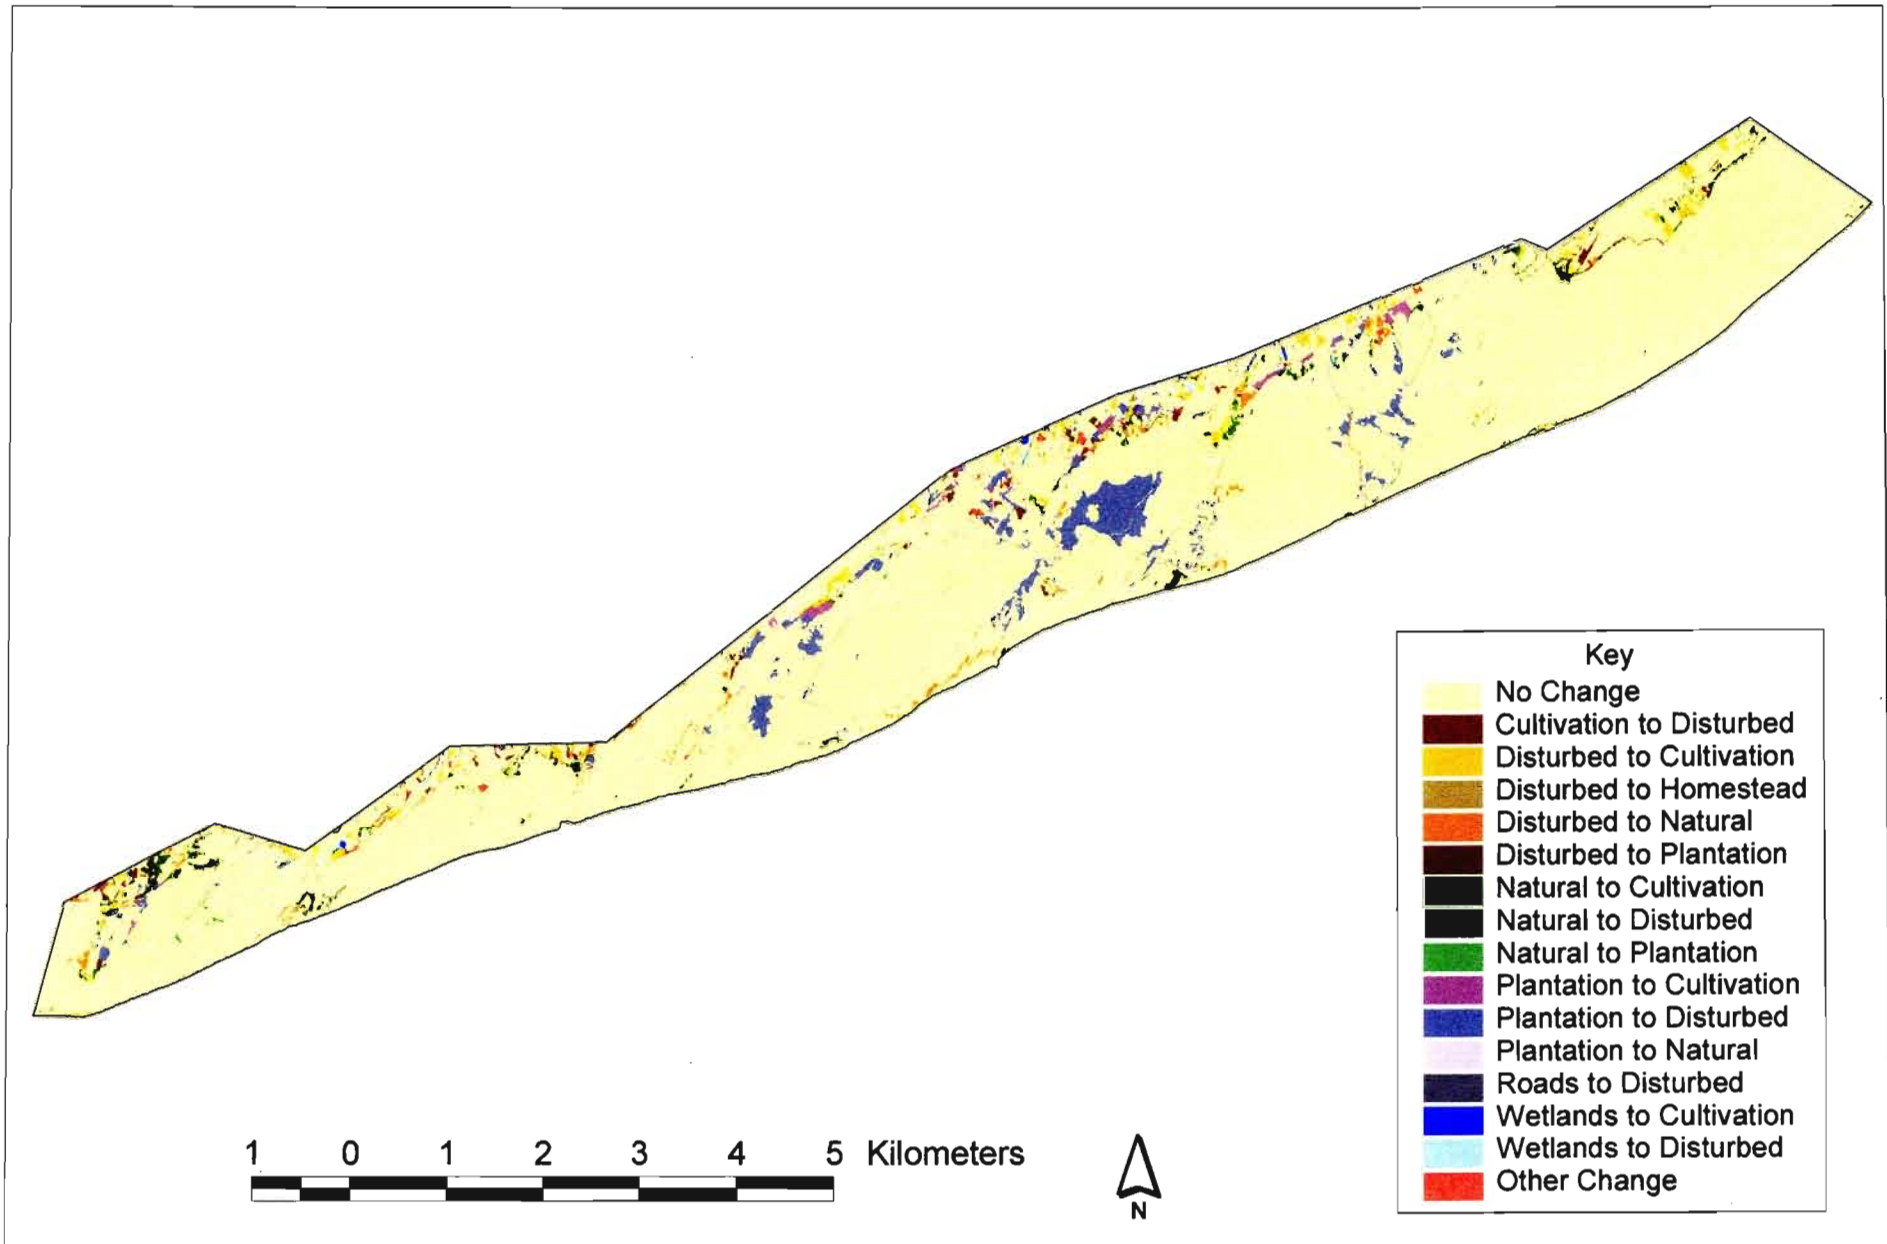 Key
No Change
Cultivation to Disturbed
Disturbed to Cultivation
Disturbed to Homestead
Disturbed to Natural
Disturbed to Plantation
Natural to Cultivation
Natural to Disturbed
Natural to Plantation
Plantation to Cultivation
Plantation to Disturbed
Plantation to Natural
Roads to Disturbed
Wetlands to Cultivation
Wetlands to Disturbed
Other Change
1 0 1 2 3 4 5 Kilometers
N